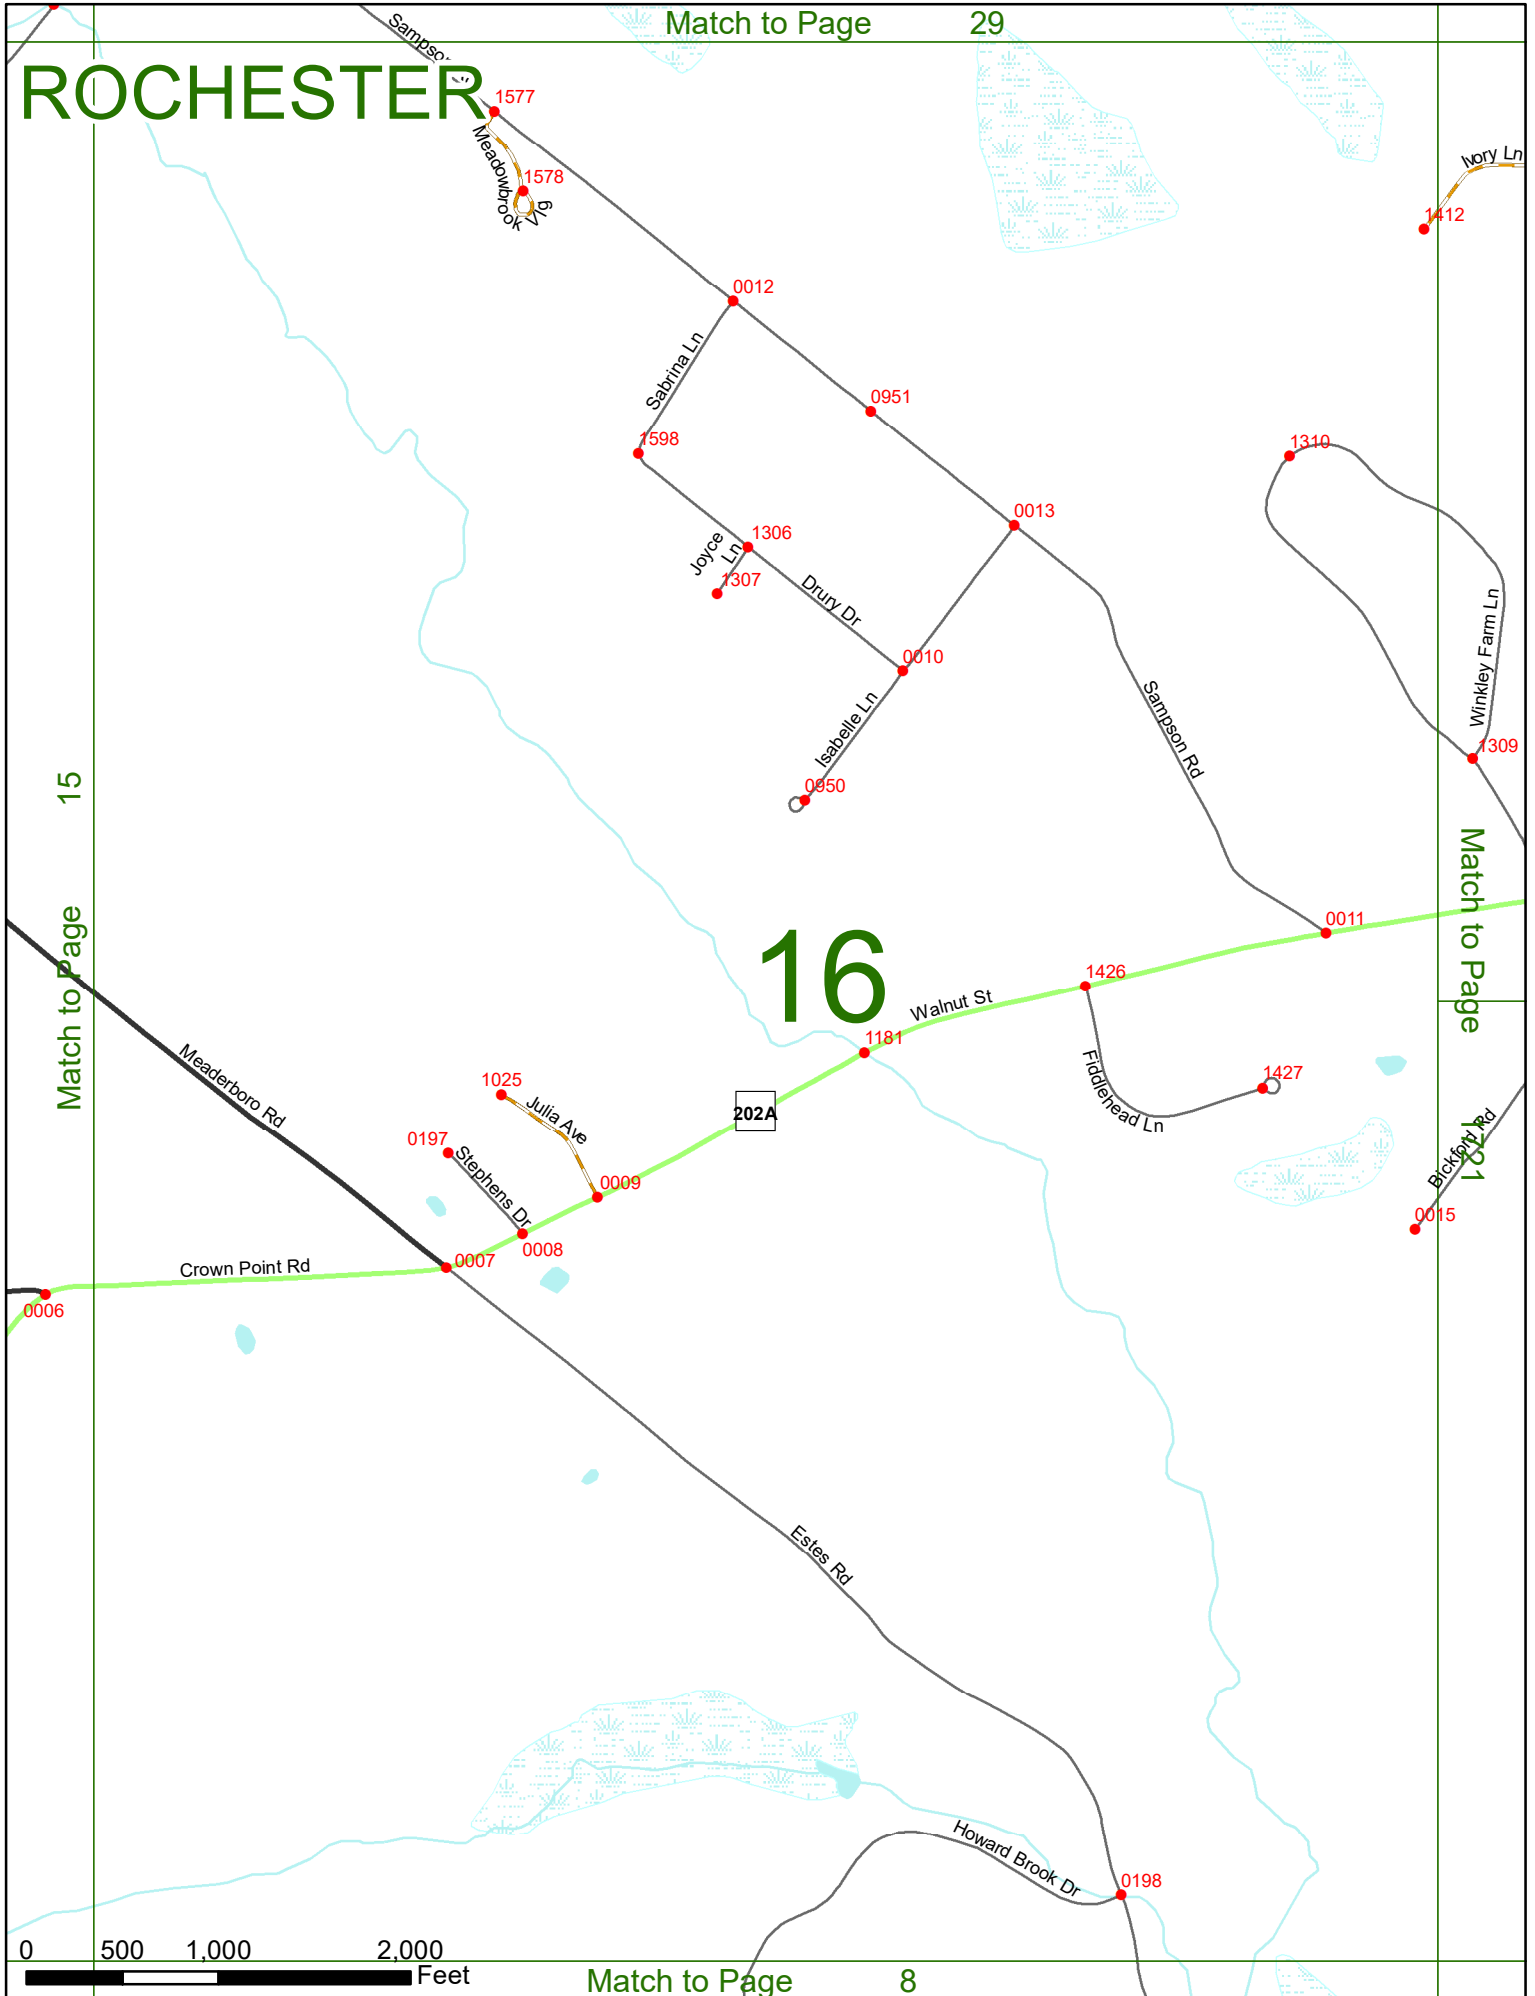 Match to Page 29
ROCHESTER
1577
Meadowbrook Vlg
1578
Ivory Ln
1412
0012
Sabrina Ln
0951
1598
1310
0013
1306
Joyce Ln
1307
Drury Dr
0010
Winkley Farm Ln
Isabelle Ln
Sampson Rd
1309
0950
15
Match to Page
Match to Page
0011
16
1426
Walnut St
1181
Meaderboro Rd
1025
Julia Ave
202A
Fiddlehead Ln
1427
0197
Stephens Dr
0009
Bickford Rd
0015
0008
0007
Crown Point Rd
0006
Estes Rd
Howard Brook Dr
0198
0 500 1,000 2,000
Feet
Match to Page 8